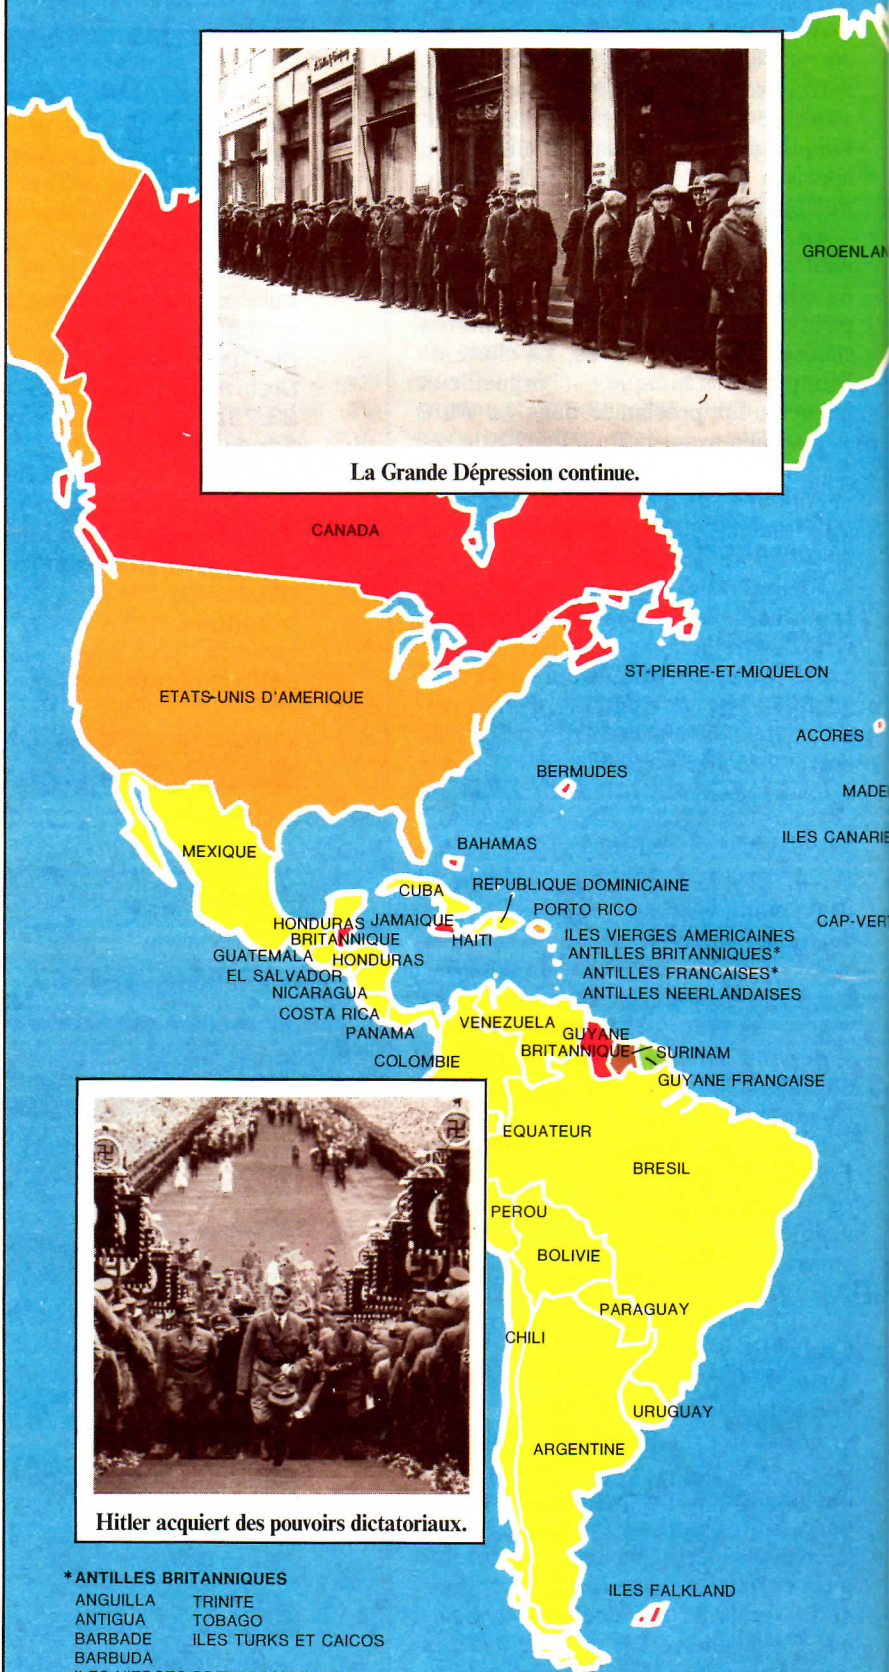 GROENLAN
La Grande Dépression continue.
CANADA
ST-PIERRE-ET-MIQUELON
ETATS-UNIS D'AMERIQUE
ACORES
BERMUDES
MADE
ILES CANARIE
BAHAMAS
MEXIQUE
CUBA
REPUBLIQUE DOMINICAINE
PORTO RICO
CAP-VER
HONDURAS
BRITANNIQUE
JAMAIQUE
HAITI
ILES VIERGES AMERICAINES
ANTILLES BRITANNIQUES*
ANTILLES FRANCAISES*
ANTILLES NEERLANDAISES
GUATEMALA
HONDURAS
EL SALVADOR
NICARAGUA
COSTA RICA
PANAMA
VENEZUELA
GUYANE
BRITANNIQUE
SURINAM
COLOMBIE
GUYANE FRANCAISE
EQUATEUR
BRESIL
PEROU
BOLIVIE
PARAGUAY
CHILI
URUGUAY
ARGENTINE
Hitler acquiert des pouvoirs dictatoriaux.
ILES FALKLAND
*ANTILLES BRITANNIQUES
ANGUILLA TRINITE
ANTIGUA TOBAGO
BARBADE ILES TURKS ET CAICOS
BARBUDA